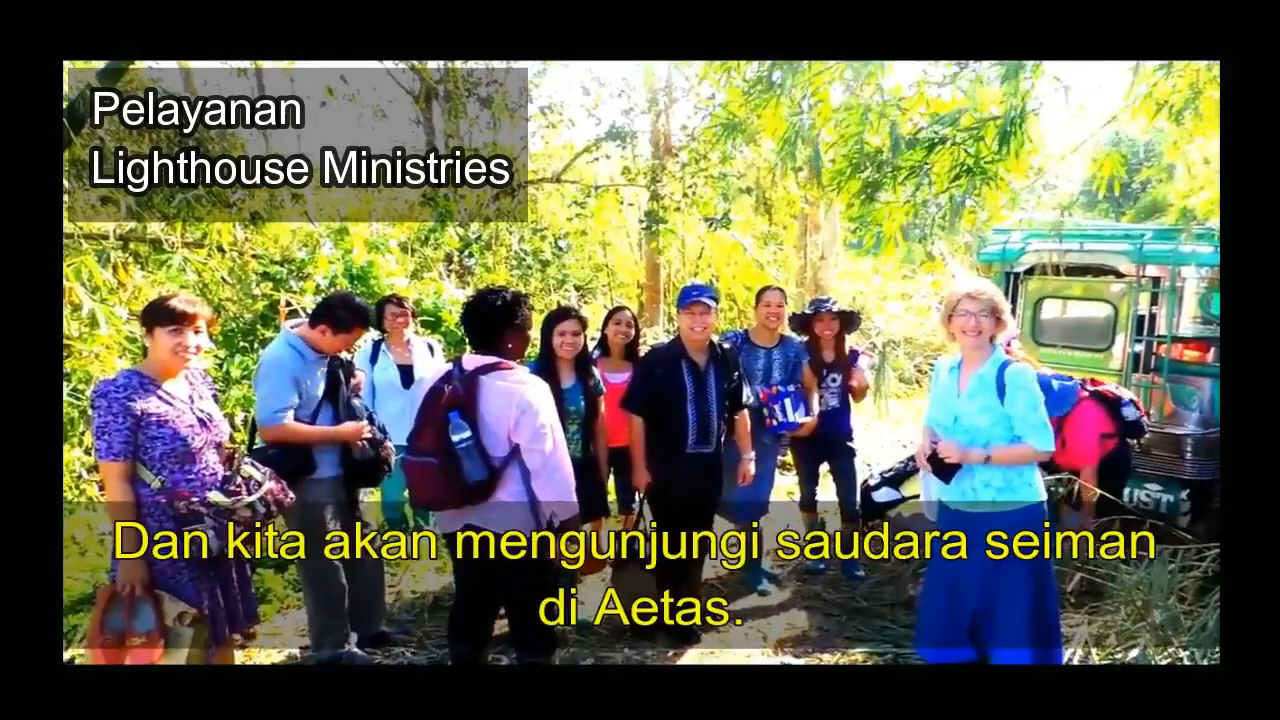 Pelayanan
Lighthouse Ministries
Dan kita akan mengunjungi saudara seiman
di Aetas.